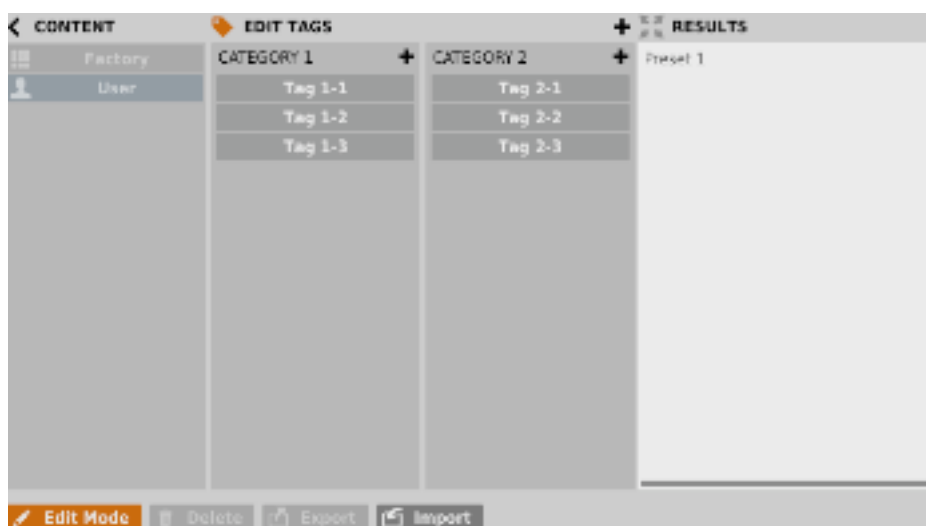 CONTENT
Factory
User
EDIT TAGS
CATEGORY 1
Tag 1-1
Tag 1-2
Tag 1-3
CATEGORY 2
Tag 2-1
Tag 2-2
Tag 2-3
RESULTS
Preset 1
Edit Mode
Delete
Export
Import